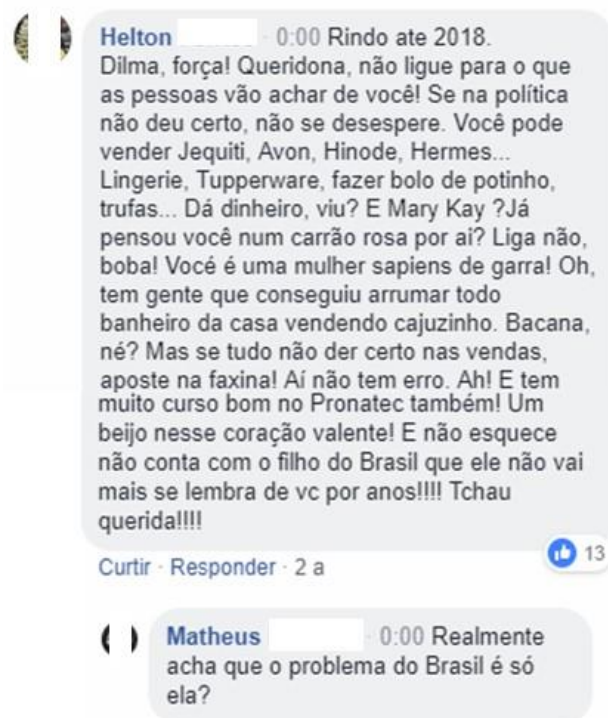 Helton · 0:00 Rindo ate 2018.
Dilma, força! Queridona, não ligue para o que
as pessoas vão achar de você! Se na política
não deu certo, não se desespere. Você pode
vender Jequiti, Avon, Hinode, Hermes...
Lingerie, Tupperware, fazer bolo de potinho,
trufas... Dá dinheiro, viu? E Mary Kay ?Já
pensou você num carrão rosa por ai? Liga não,
boba! Vocé é uma mulher sapiens de garra! Oh,
tem gente que conseguiu arrumar todo
banheiro da casa vendendo cajuzinho. Bacana,
né? Mas se tudo não der certo nas vendas,
aposte na faxina! Aí não tem erro. Ah! E tem
muito curso bom no Pronatec também! Um
beijo nesse coração valente! E não esquece
não conta com o filho do Brasil que ele não vai
mais se lembra de vc por anos!!!! Tchau
querida!!!!
13
Curtir · Responder · 2 a
Matheus · 0:00 Realmente
acha que o problema do Brasil é só
ela?